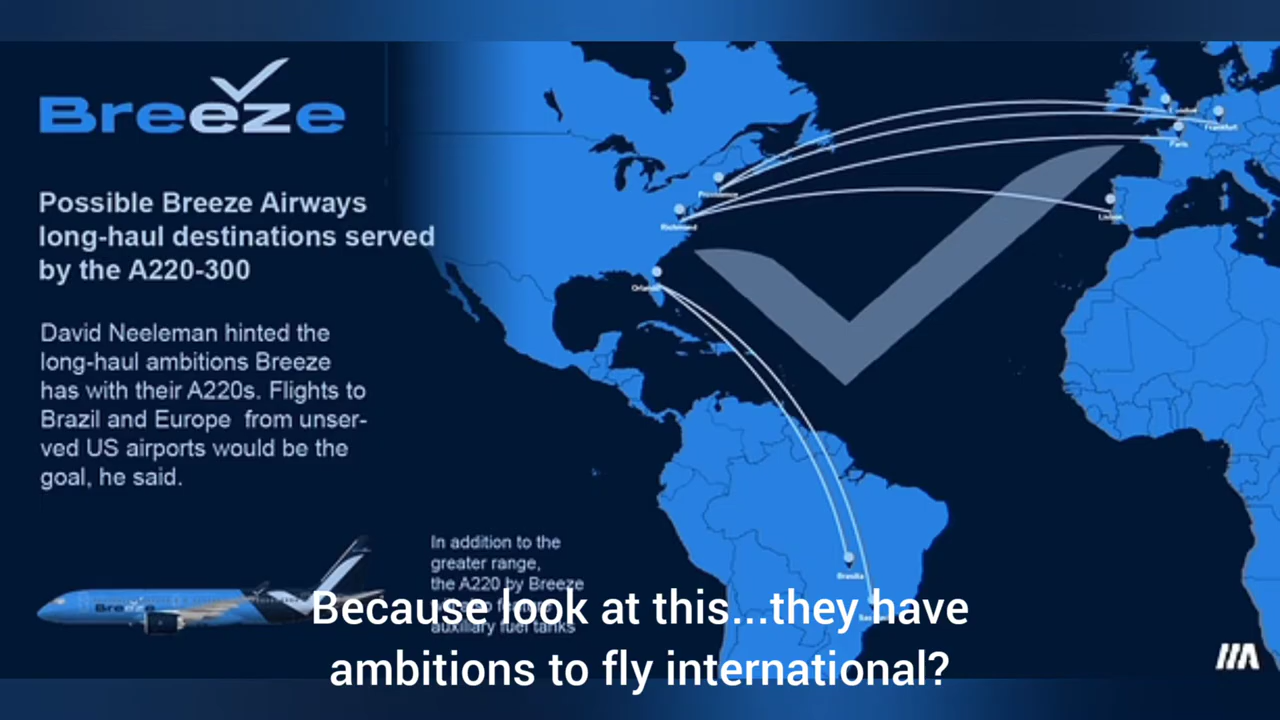 Breeze
Possible Breeze Airways
long-haul destinations served
by the A220-300
David Neeleman hinted the
long-haul ambitions Breeze
has with their A220s. Flights to
Brazil and Europe from unser-
ved US airports would be the
goal, he said.
London
Frankfurt
Paris
Providence
Lisbon
Richmond
Orlando
Brasilia
In addition to the
greater range,
the A220 by Breeze
auxiliary fuel tanks
Breeze
Because look at this...they have
ambitions to fly international?